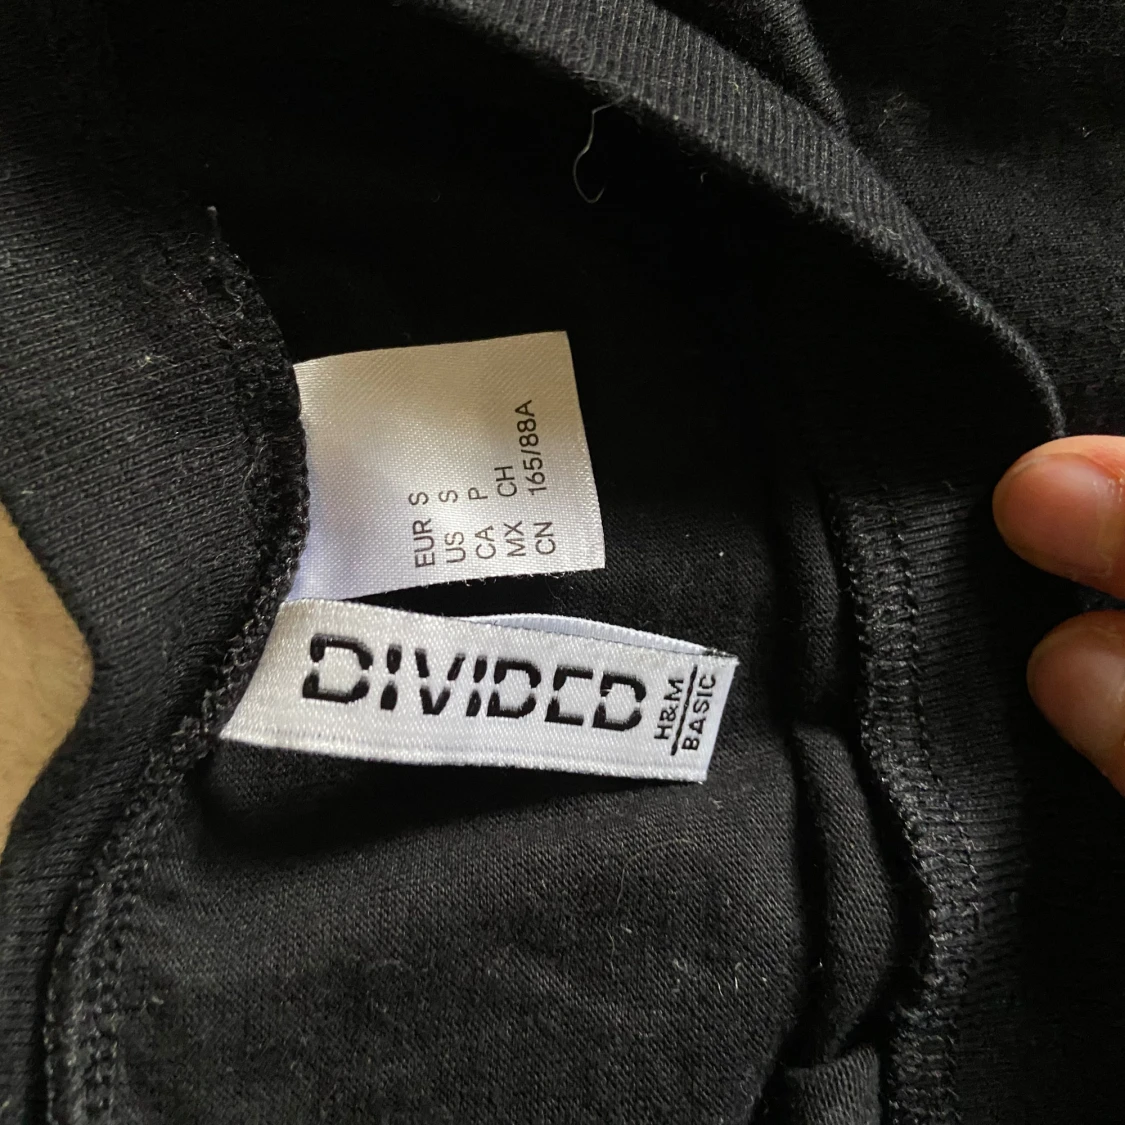 EUR S
US S
CA P
MX CH
CN 165/88A
DIVIDED
H&M
BASIC